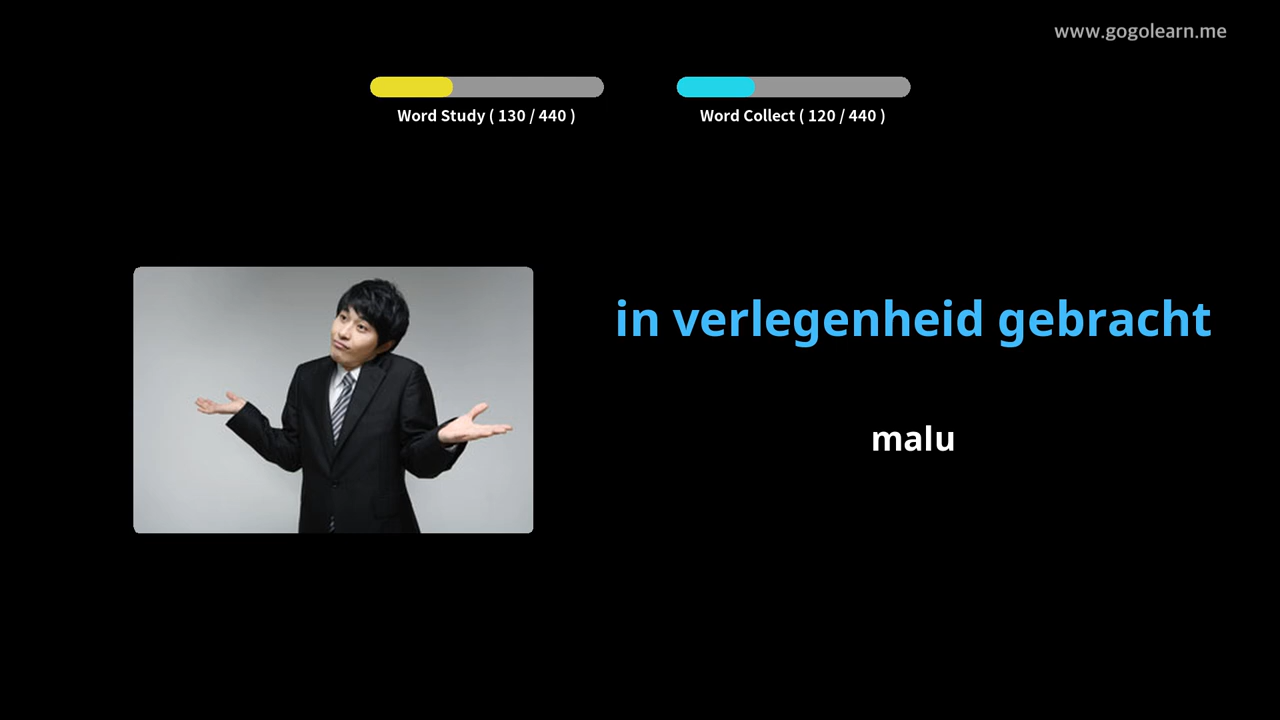 www.gogolearn.me
Word Study ( 130 / 440 )
Word Collect ( 120 / 440 )
in verlegenheid gebracht
malu